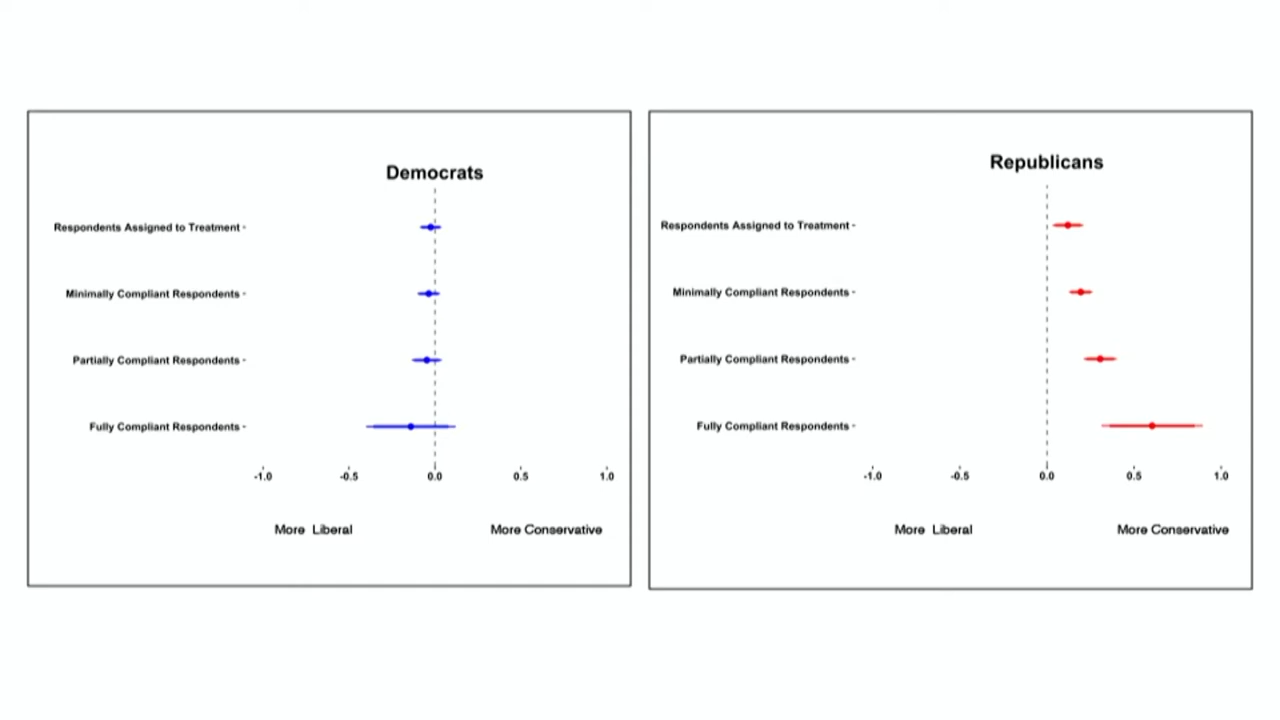 Democrats
Respondents Assigned to Treatment -
Minimally Compliant Respondents -
Partially Compliant Respondents -
Fully Compliant Respondents -
-1.0 -0.5 0.0 0.5 1.0
More Liberal More Conservative
Republicans
Respondents Assigned to Treatment -
Minimally Compliant Respondents -
Partially Compliant Respondents -
Fully Compliant Respondents -
-1.0 -0.5 0.0 0.5 1.0
More Liberal More Conservative